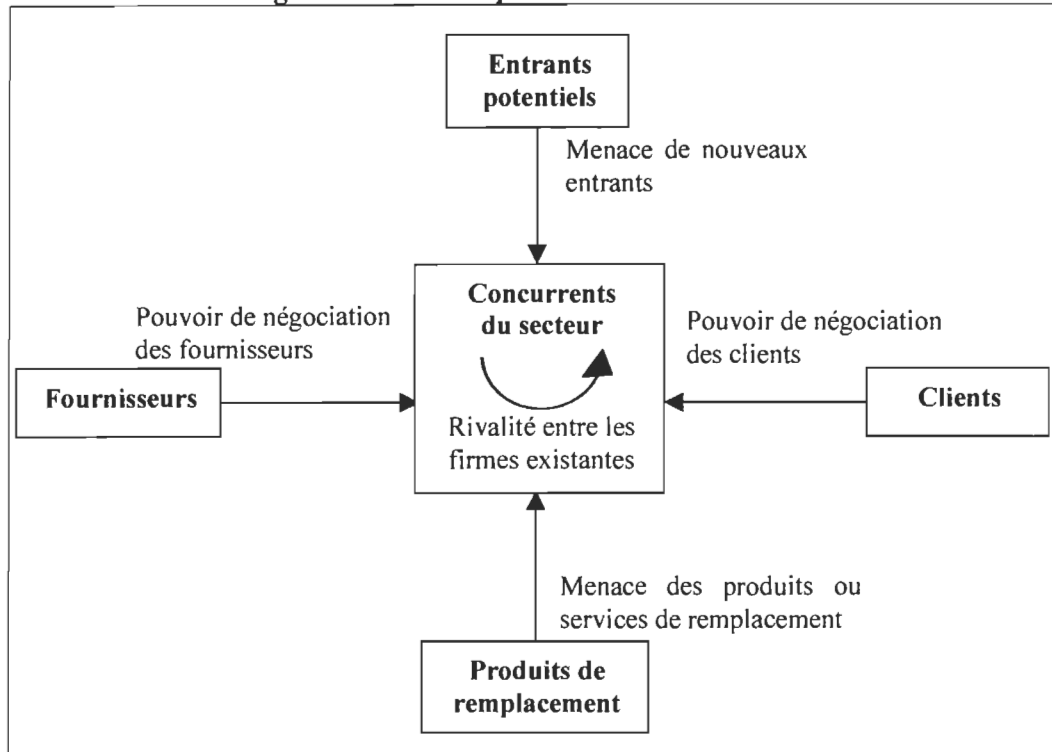 Entrants
potentiels
Menace de nouveaux
entrants
Concurrents
du secteur
Pouvoir de négociation
des fournisseurs
Pouvoir de négociation
des clients
Fournisseurs
Clients
Rivalité entre les
firmes existantes
Menace des produits ou
services de remplacement
Produits de
remplacement